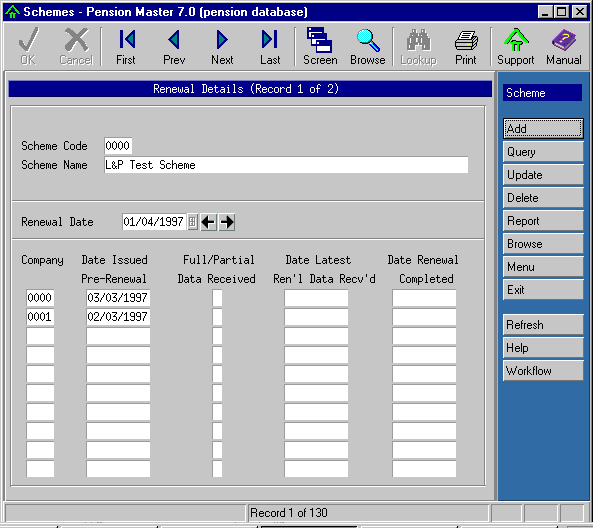 Schemes - Pension Master 7.0 (pension database)
OK Cancel First Prev Next Last Screen Browse Lookup Print Support Manual
Renewal Details (Record 1 of 2)
Scheme Code 0000
Scheme Name L&P Test Scheme
Renewal Date 01/04/1997
Company Date Issued Full/Partial Date Latest Date Renewal
Pre-Renewal Data Received Ren'l Data Recv'd Completed
0000 03/03/1997
0001 02/03/1997
Scheme
Add
Query
Update
Delete
Report
Browse
Menu
Exit
Refresh
Help
Workflow
Record 1 of 130